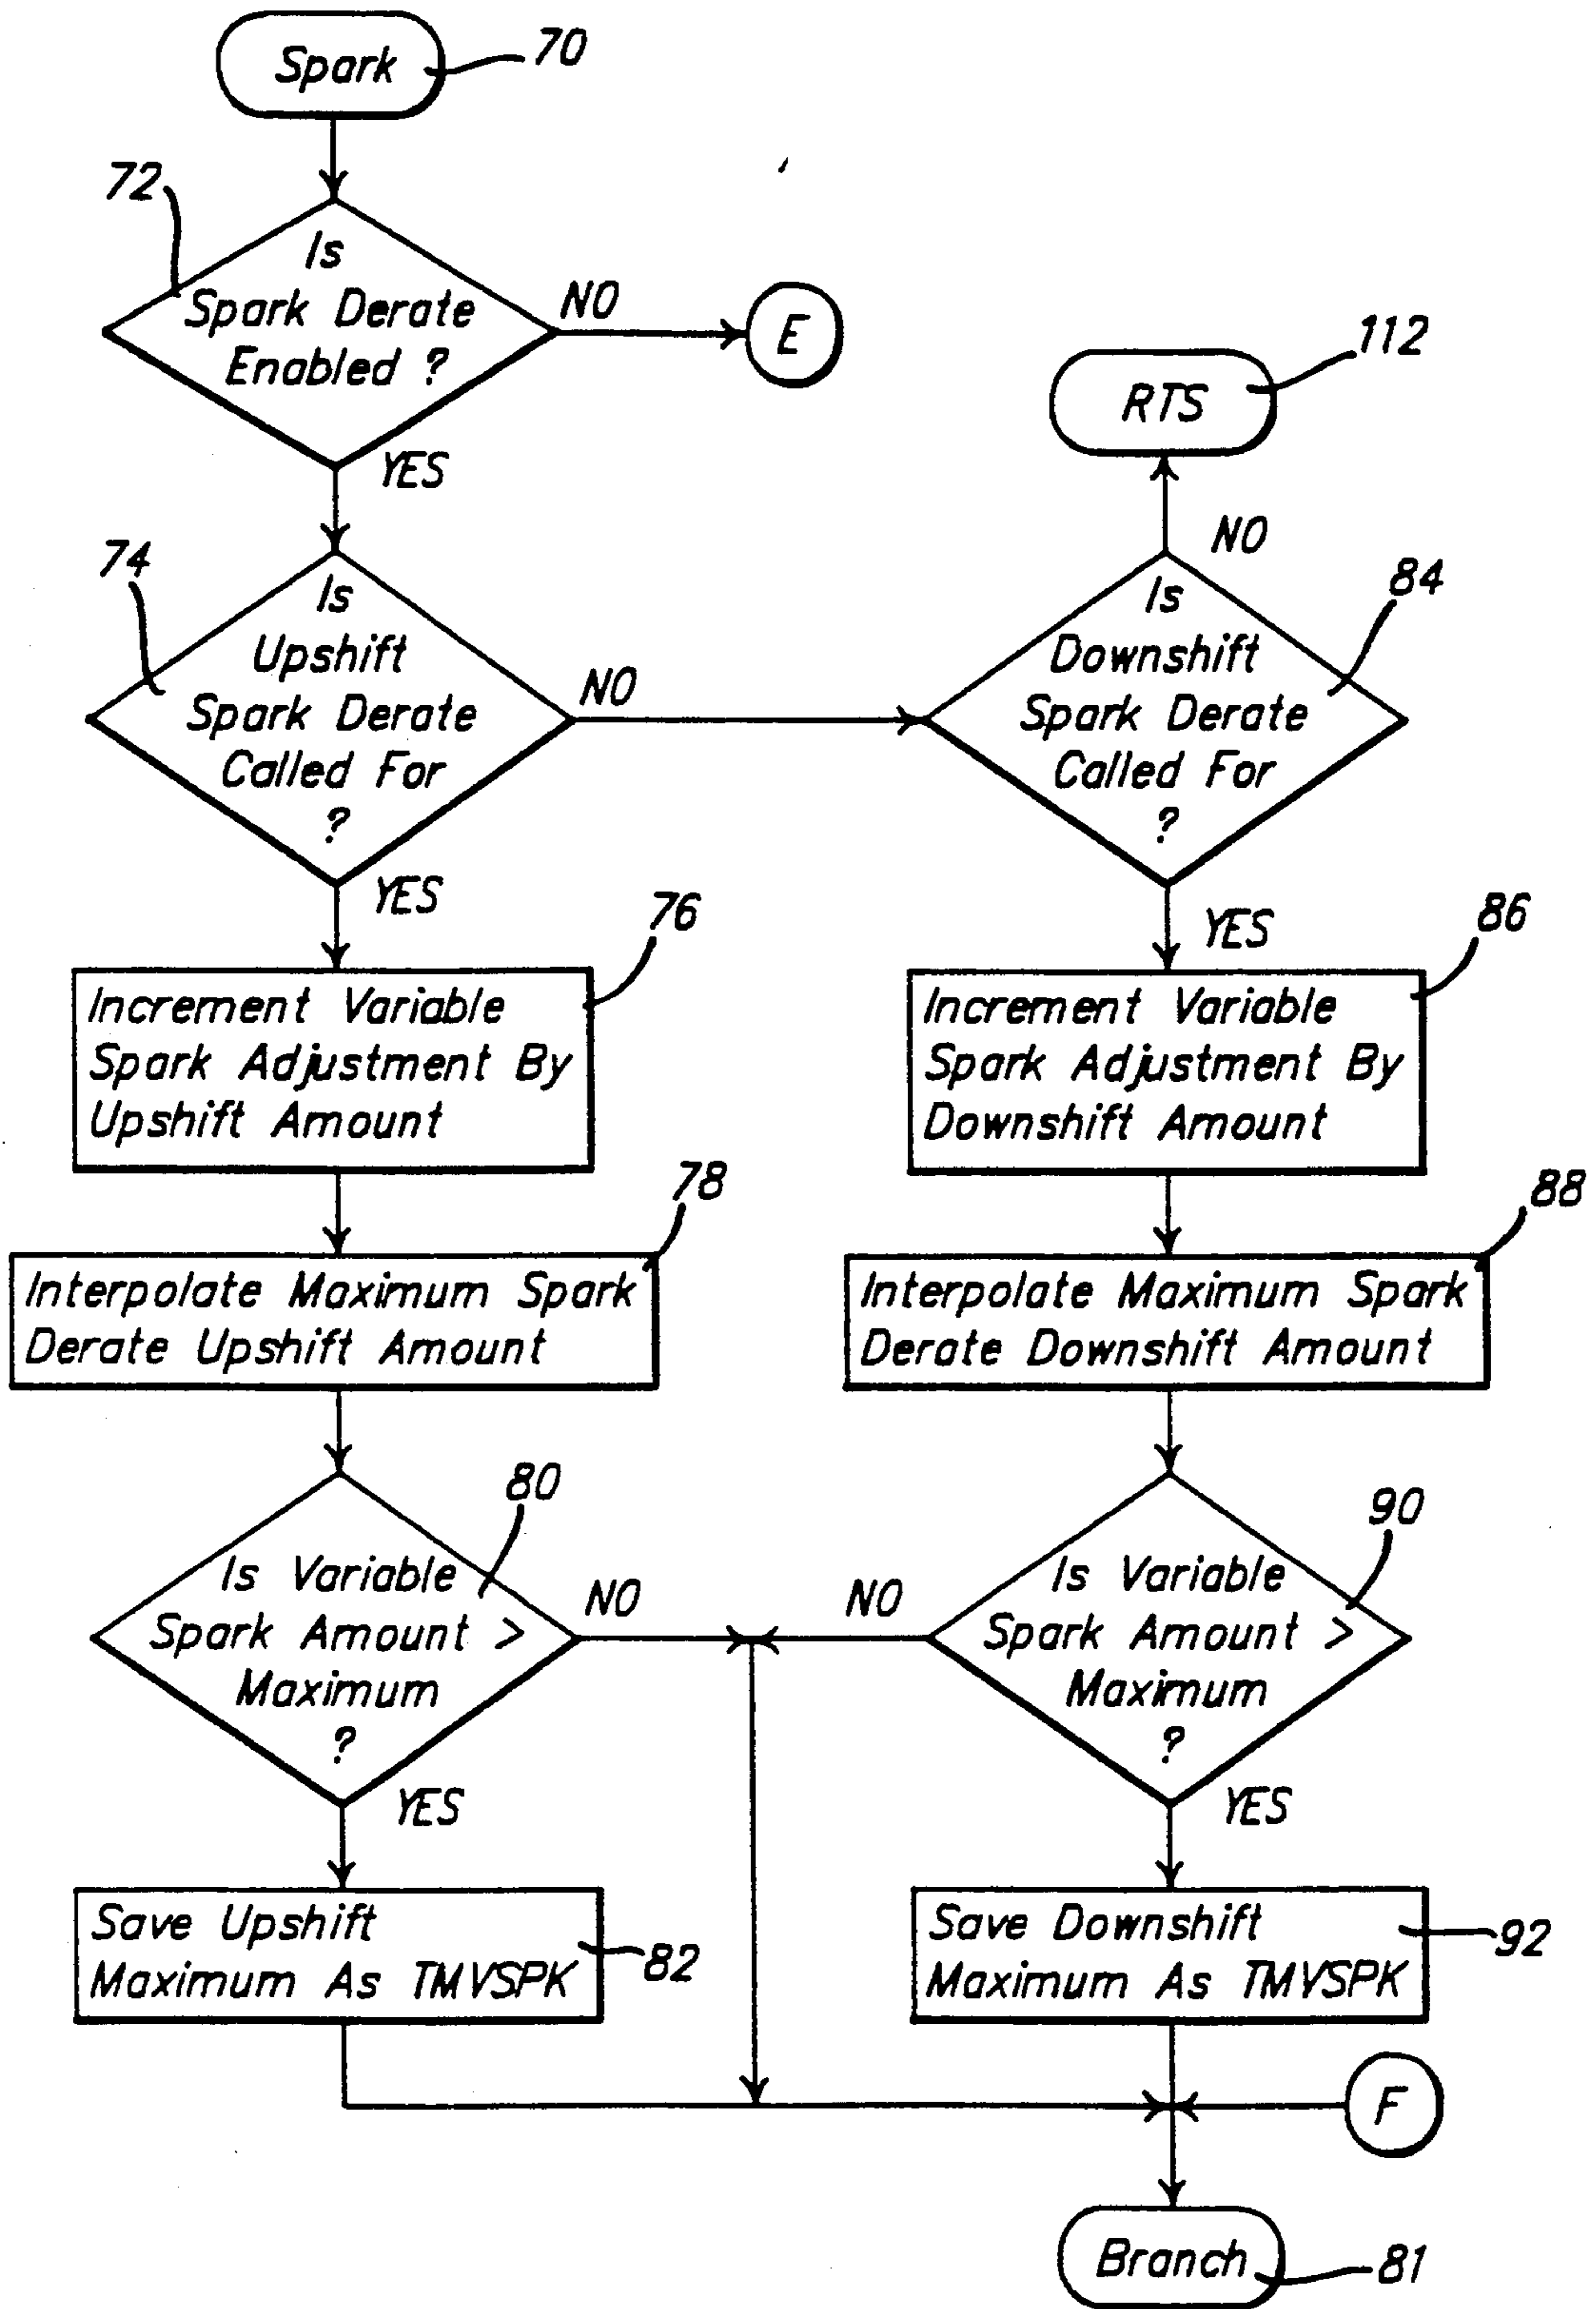 Spark
70
72
Is
Spark Derate
Enabled ?
NO
E
YES
RTS
112
NO
74
Is
Upshift
Spark Derate
Called For
?
NO
YES
84
Is
Downshift
Spark Derate
Called For
?
YES
76
Increment Variable
Spark Adjustment By
Upshift Amount
86
Increment Variable
Spark Adjustment By
Downshift Amount
78
Interpolate Maximum Spark
Derate Upshift Amount
88
Interpolate Maximum Spark
Derate Downshift Amount
80
Is Variable
Spark Amount >
Maximum
?
NO
YES
90
Is Variable
Spark Amount >
Maximum
?
NO
YES
Save Upshift
Maximum As TMVSPK
82
Save Downshift
Maximum As TMVSPK
92
F
Branch
81